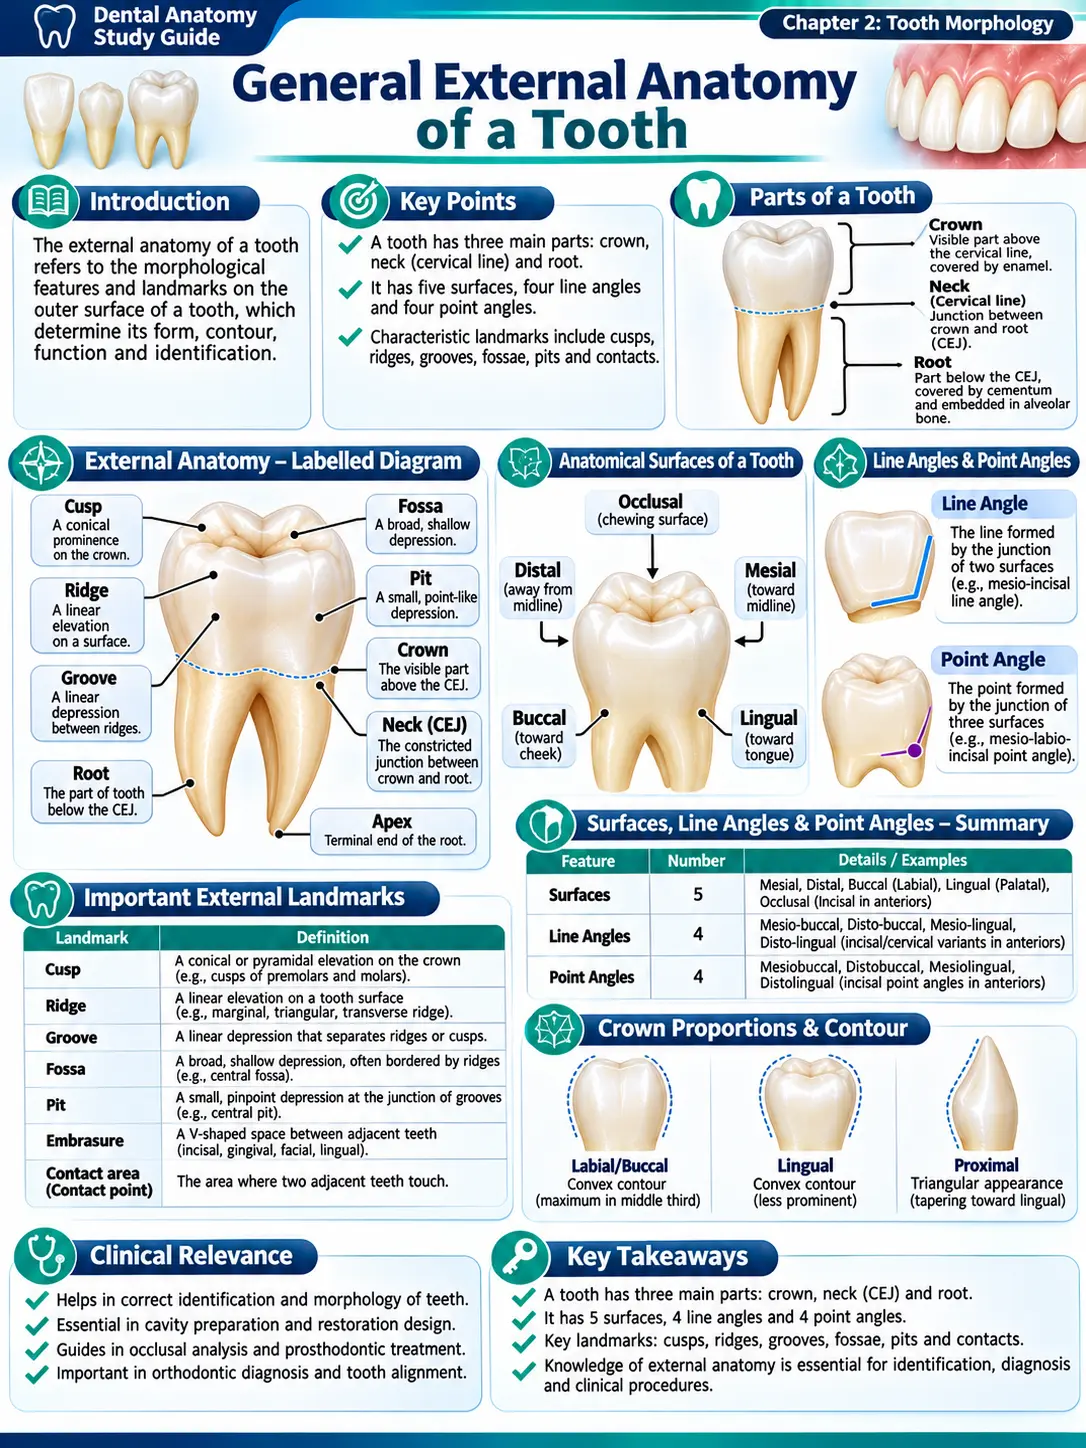 Dental Anatomy
Study Guide
Chapter 2: Tooth Morphology
General External Anatomy
of a Tooth
Introduction
The external anatomy of a tooth
refers to the morphological
features and landmarks on the
outer surface of a tooth, which
determine its form, contour,
function and identification.
Key Points
A tooth has three main parts: crown,
neck (cervical line) and root.
It has five surfaces, four line angles
and four point angles.
Characteristic landmarks include cusps,
ridges, grooves, fossae, pits and contacts.
Parts of a Tooth
Crown
Visible part above
the cervical line,
covered by enamel.
Neck
(Cervical line)
Junction between
crown and root
(CEJ).
Root
Part below the CEJ,
covered by cementum
and embedded in alveolar
bone.
External Anatomy – Labelled Diagram
Cusp
A conical
prominence
on the crown.
Ridge
A linear
elevation
on a surface.
Groove
A linear
depression
between ridges.
Root
The part of tooth
below the CEJ.
Fossa
A broad, shallow
depression.
Pit
A small, point-like
depression.
Crown
The visible part
above the CEJ.
Neck (CEJ)
The constricted
junction between
crown and root.
Apex
Terminal end of the root.
Anatomical Surfaces of a Tooth
Occlusal
(chewing surface)
Distal
(away from
midline)
Mesial
(toward
midline)
Buccal
(toward
cheek)
Lingual
(toward
tongue)
Line Angles & Point Angles
Line Angle
The line formed
by the junction
of two surfaces
(e.g., mesio-incisal
line angle).
Point Angle
The point formed
by the junction of
three surfaces
(e.g., mesio-labio-
incisal point angle).
Surfaces, Line Angles & Point Angles – Summary
Feature Number Details / Examples
Surfaces 5 Mesial, Distal, Buccal (Labial), Lingual (Palatal),
Occlusal (Incisal in anteriors)
Line Angles 4 Mesio-buccal, Disto-buccal, Mesio-lingual,
Disto-lingual (incisal/cervical variants in anteriors)
Point Angles 4 Mesiobuccal, Distobuccal, Mesiolingual,
Distolingual (incisal point angles in anteriors)
Important External Landmarks
Landmark Definition
Cusp A conical or pyramidal elevation on the crown
(e.g., cusps of premolars and molars).
Ridge A linear elevation on a tooth surface
(e.g., marginal, triangular, transverse ridge).
Groove A linear depression that separates ridges or cusps.
Fossa A broad, shallow depression, often bordered by ridges
(e.g., central fossa).
Pit A small, pinpoint depression at the junction of grooves
(e.g., central pit).
Embrasure A V-shaped space between adjacent teeth
(incisal, gingival, facial, lingual).
Contact area
(Contact point) The area where two adjacent teeth touch.
Crown Proportions & Contour
Labial/Buccal
Convex contour
(maximum in middle third)
Lingual
Convex contour
(less prominent)
Proximal
Triangular appearance
(tapering toward lingual)
Clinical Relevance
Helps in correct identification and morphology of teeth.
Essential in cavity preparation and restoration design.
Guides in occlusal analysis and prosthodontic treatment.
Important in orthodontic diagnosis and tooth alignment.
Key Takeaways
A tooth has three main parts: crown, neck (CEJ) and root.
It has 5 surfaces, 4 line angles and 4 point angles.
Key landmarks: cusps, ridges, grooves, fossae, pits and contacts.
Knowledge of external anatomy is essential for identification, diagnosis
and clinical procedures.